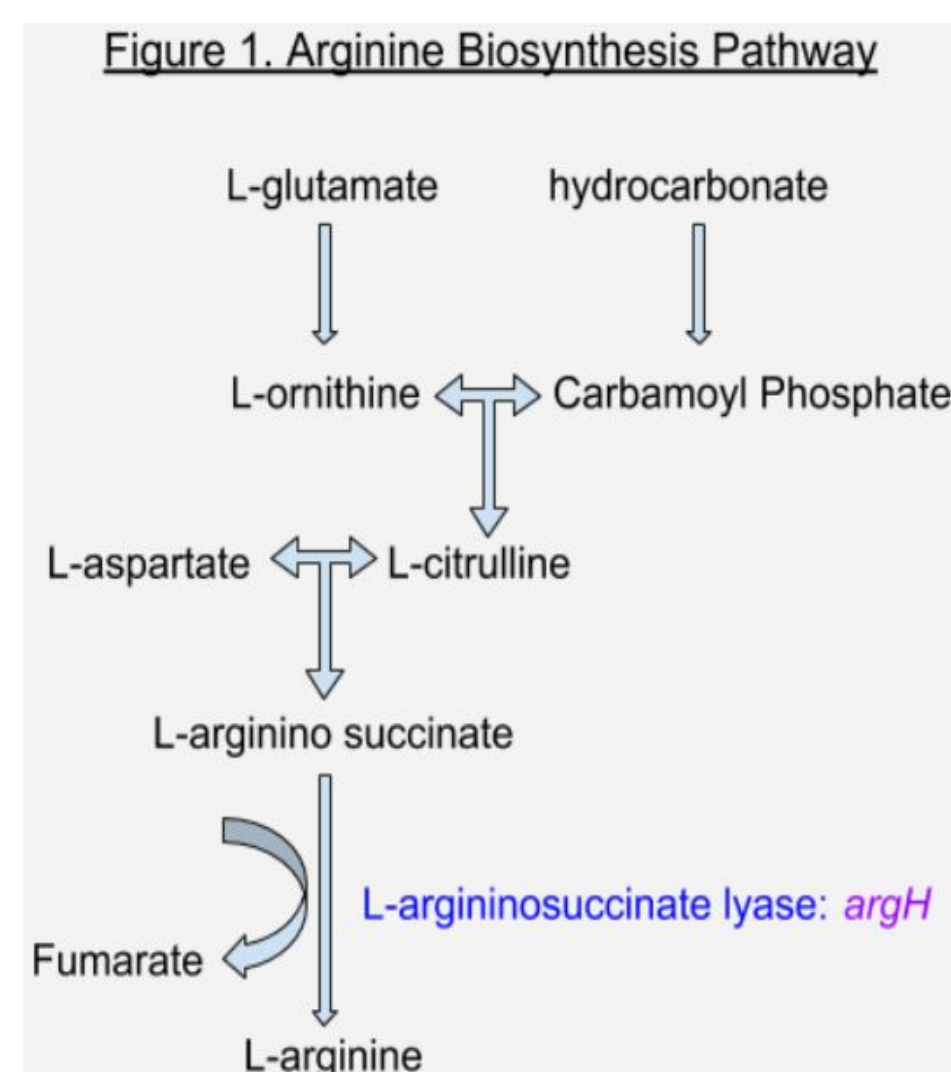 Figure 1. Arginine Biosynthesis Pathway
L-glutamate hydrocarbonate
L-ornithine Carbamoyl Phosphate
L-aspartate L-citrulline
L-arginino succinate
L-argininosuccinate lyase: argH
Fumarate
L-arginine